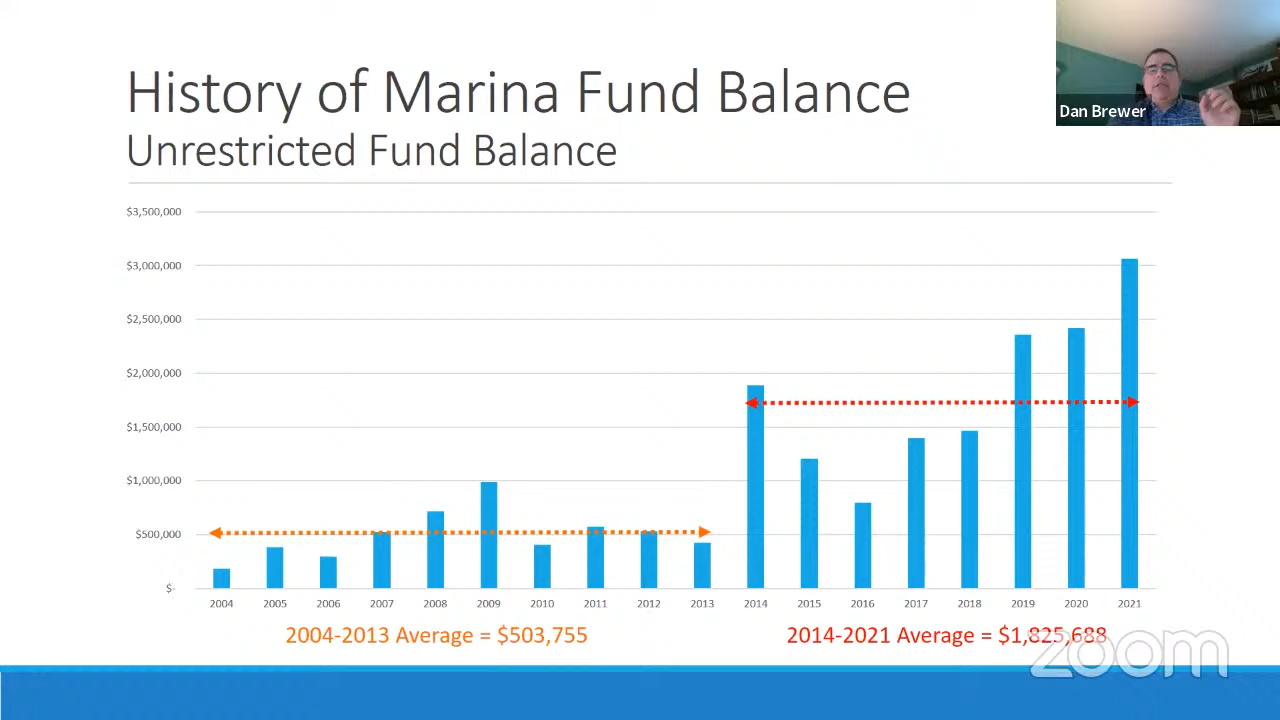 History of Marina Fund Balance
Unrestricted Fund Balance
Dan Brewer
$3,500,000
$3,000,000
$2,500,000
$2,000,000
$1,500,000
$1,000,000
$500,000
$-
2004 2005 2006 2007 2008 2009 2010 2011 2012 2013 2014 2015 2016 2017 2018 2019 2020 2021
2004-2013 Average = $503,755
2014-2021 Average = $1,825,688
zoom